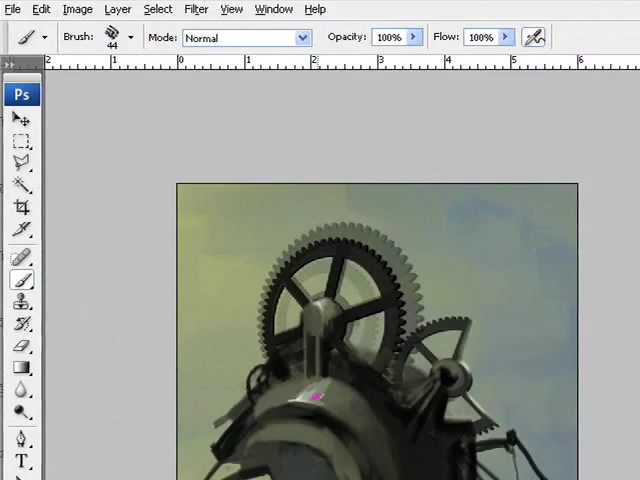 File Edit Image Layer Select Filter View Window Help
Brush: 44 Mode: Normal Opacity: 100% Flow: 100%
2 1 0 1 2 3 4 5 6
Ps
T